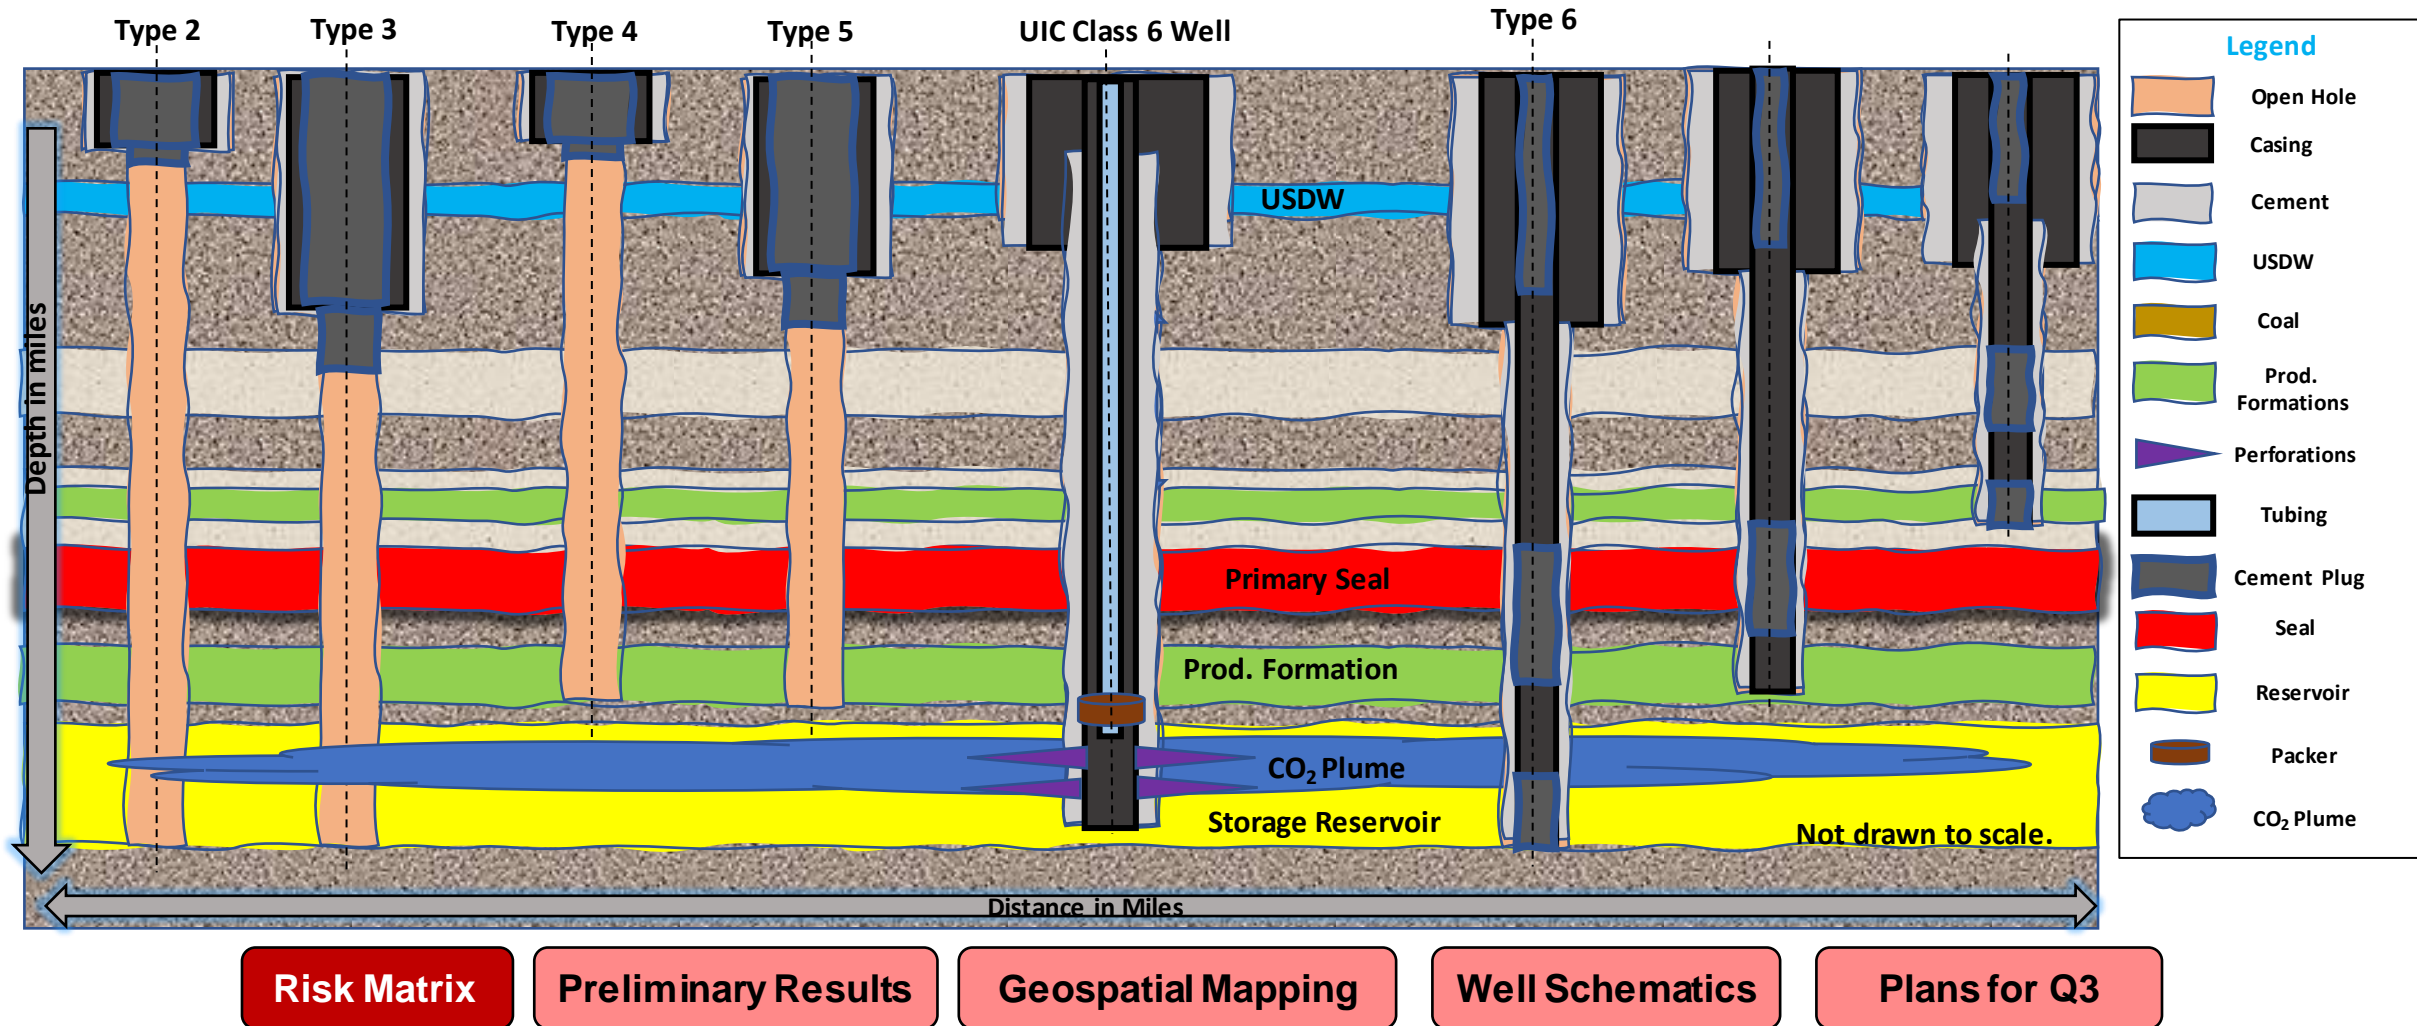 Type 2
Type 3
Type 4
Type 5
UIC Class 6 Well
Type 6
Depth in miles
USDW
Primary Seal
Prod. Formation
CO₂ Plume
Storage Reservoir
Not drawn to scale.
Distance in Miles
Legend
Open Hole
Casing
Cement
USDW
Coal
Prod.
Formations
Perforations
Tubing
Cement Plug
Seal
Reservoir
Packer
CO₂ Plume
Risk Matrix
Preliminary Results
Geospatial Mapping
Well Schematics
Plans for Q3